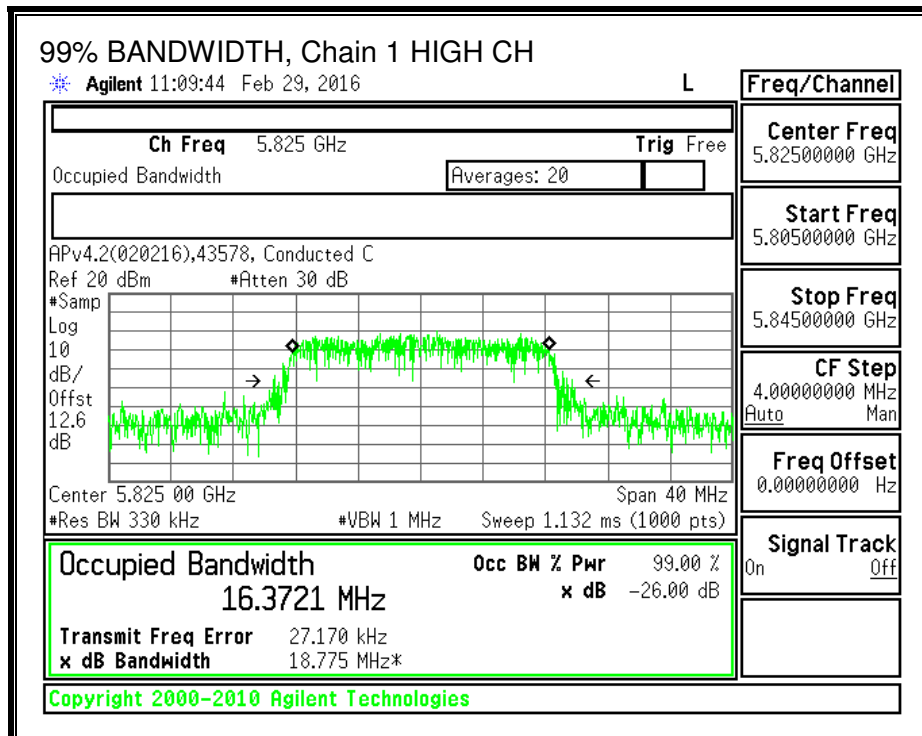 99% BANDWIDTH, Chain 1 HIGH CH
Agilent 11:09:44 Feb 29, 2016 L
Freq/Channel
Ch Freq 5.825 GHz Trig Free
Occupied Bandwidth Averages: 20
APv4.2(020216),43578, Conducted C
Ref 20 dBm #Atten 30 dB
#Samp
Log
10
dB/
Offst
12.6
dB
Center 5.825 00 GHz Span 40 MHz
#Res BW 330 kHz #VBW 1 MHz Sweep 1.132 ms (1000 pts)
Occupied Bandwidth Occ BW % Pwr 99.00 %
16.3721 MHz x dB -26.00 dB
Transmit Freq Error 27.170 kHz
x dB Bandwidth 18.775 MHz*
Copyright 2000-2010 Agilent Technologies
Center Freq
5.82500000 GHz
Start Freq
5.80500000 GHz
Stop Freq
5.84500000 GHz
CF Step
4.00000000 MHz
Auto Man
Freq Offset
0.00000000 Hz
Signal Track
On Off